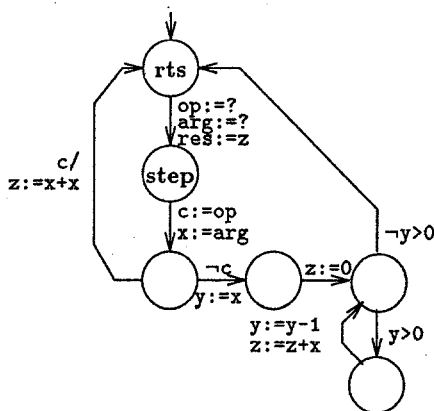 rts
op:=?
arg:=?
res:=z
c/
z:=x+x
step
c:=op
x:=arg
¬y>0
¬c
y:=x
z:=0
y:=y-1
z:=z+x
y>0